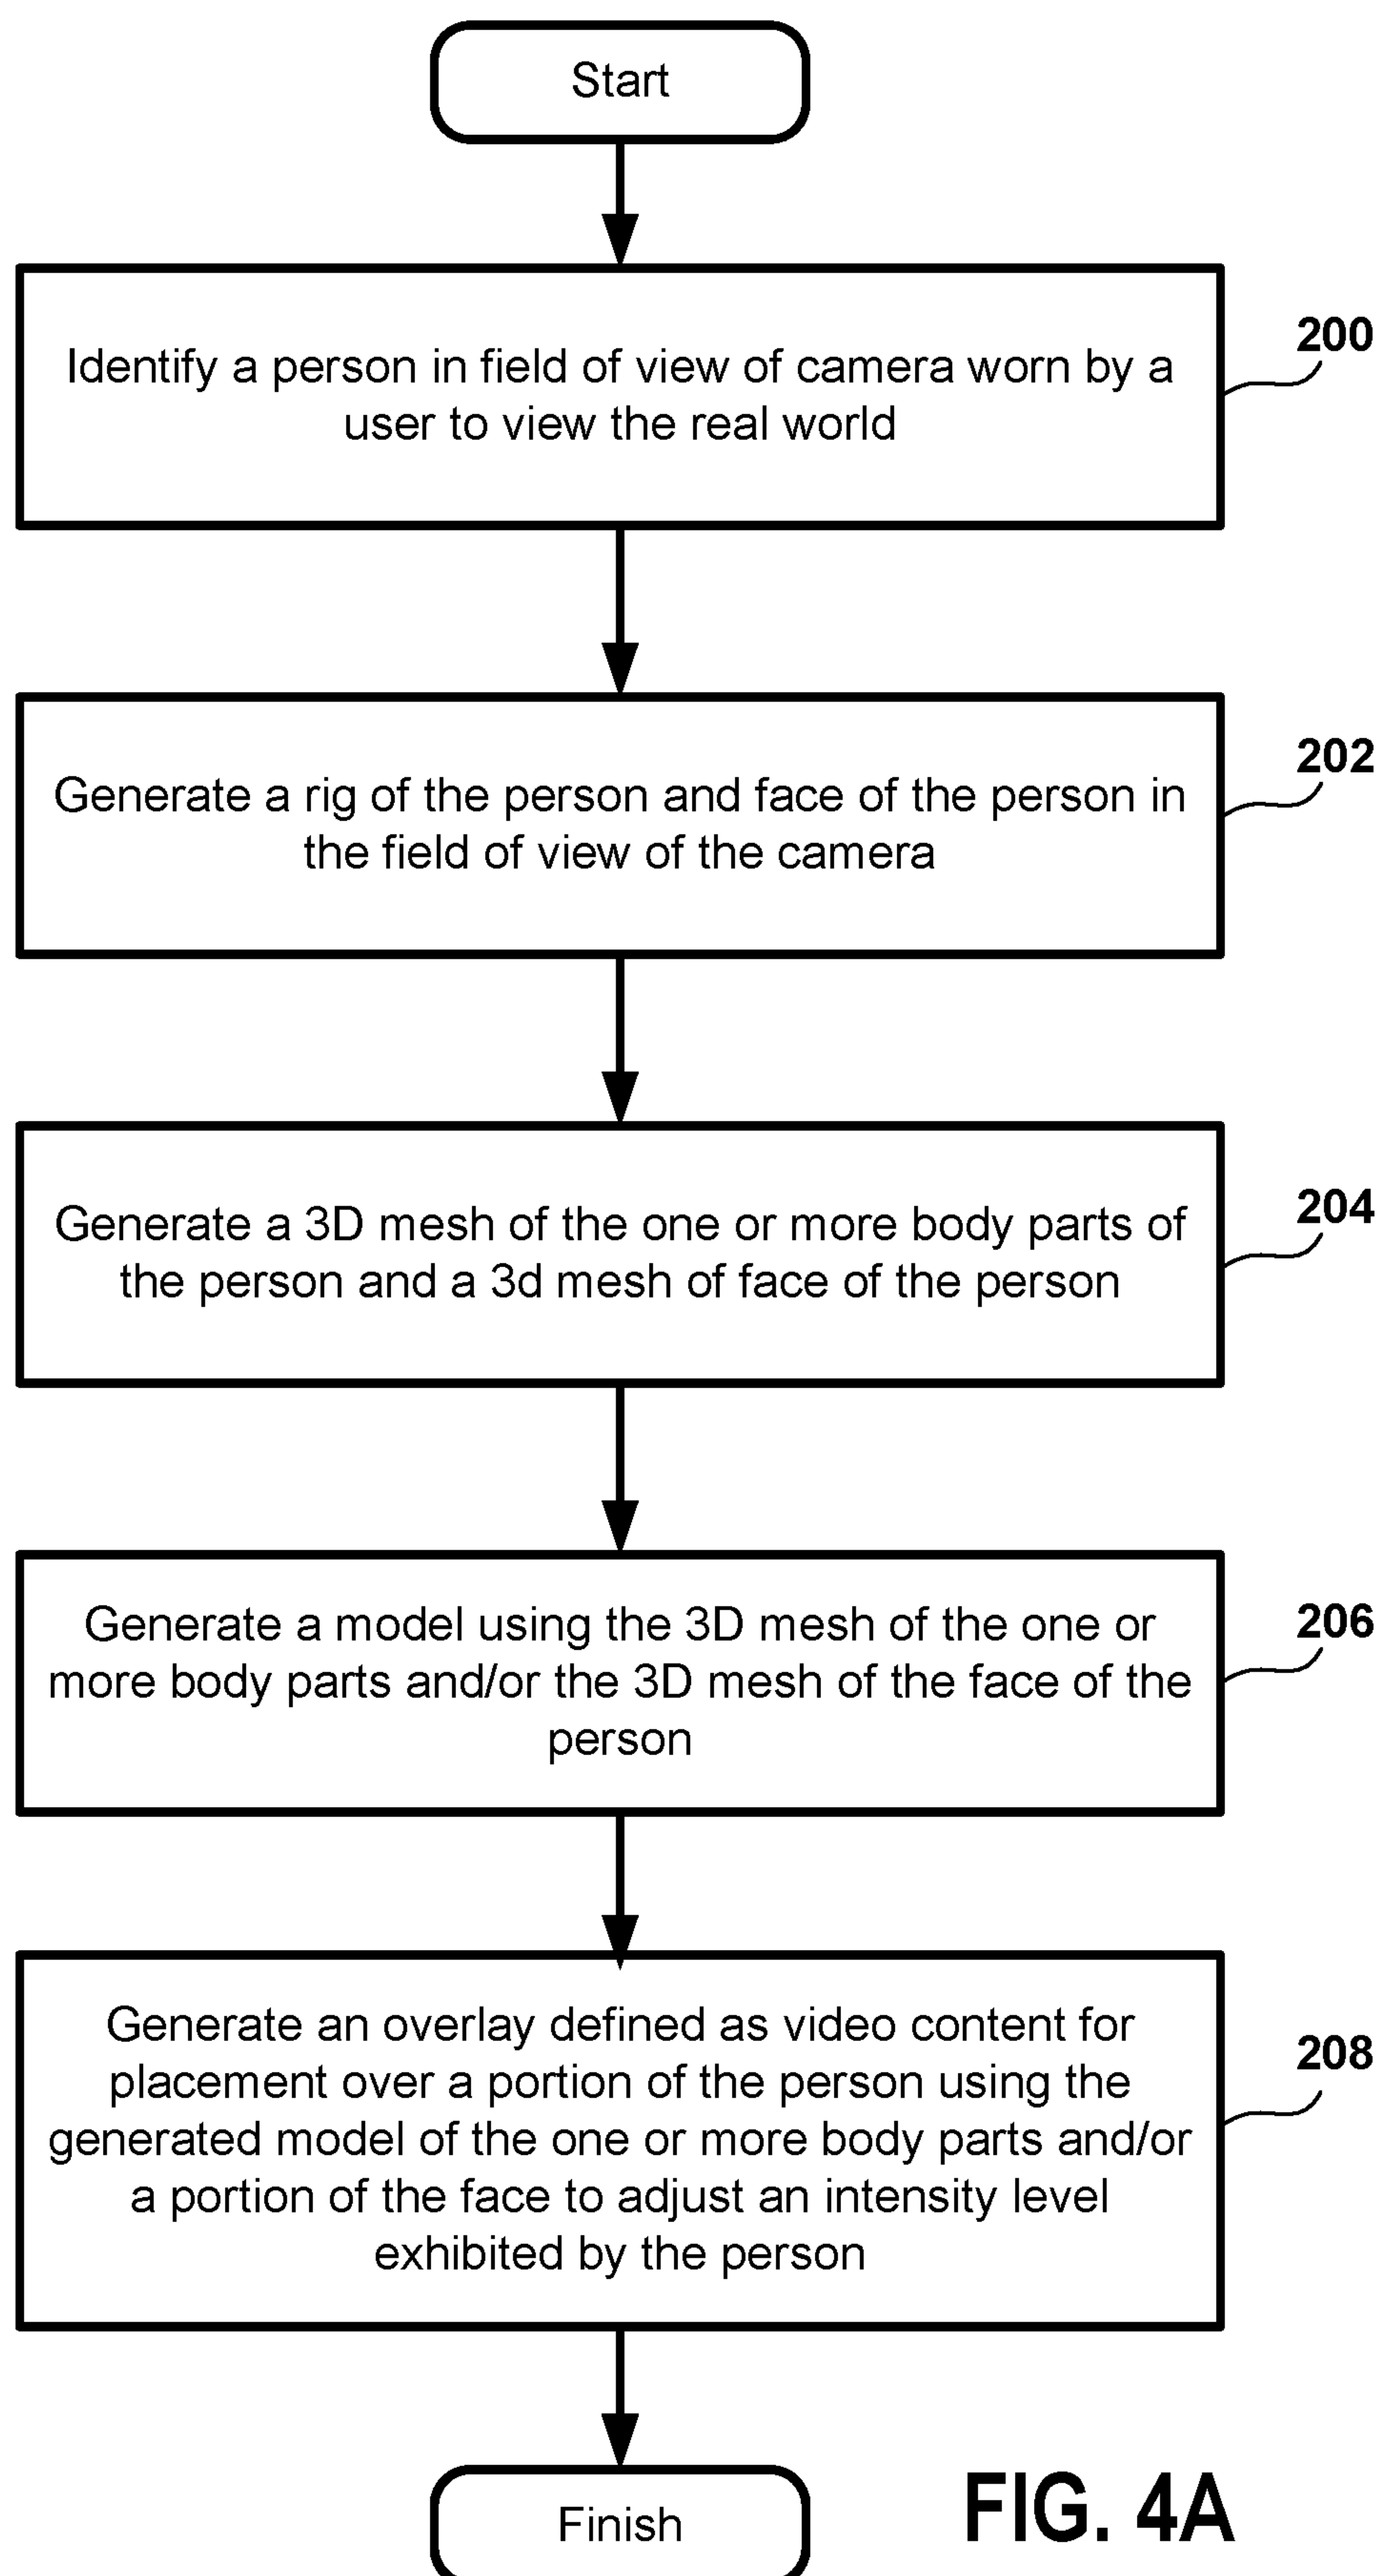 Start
Identify a person in field of view of camera worn by a
user to view the real world
200
Generate a rig of the person and face of the person in
the field of view of the camera
202
Generate a 3D mesh of the one or more body parts of
the person and a 3d mesh of face of the person
204
Generate a model using the 3D mesh of the one or
more body parts and/or the 3D mesh of the face of the
person
206
Generate an overlay defined as video content for
placement over a portion of the person using the
generated model of the one or more body parts and/or
a portion of the face to adjust an intensity level
exhibited by the person
208
Finish
FIG. 4A